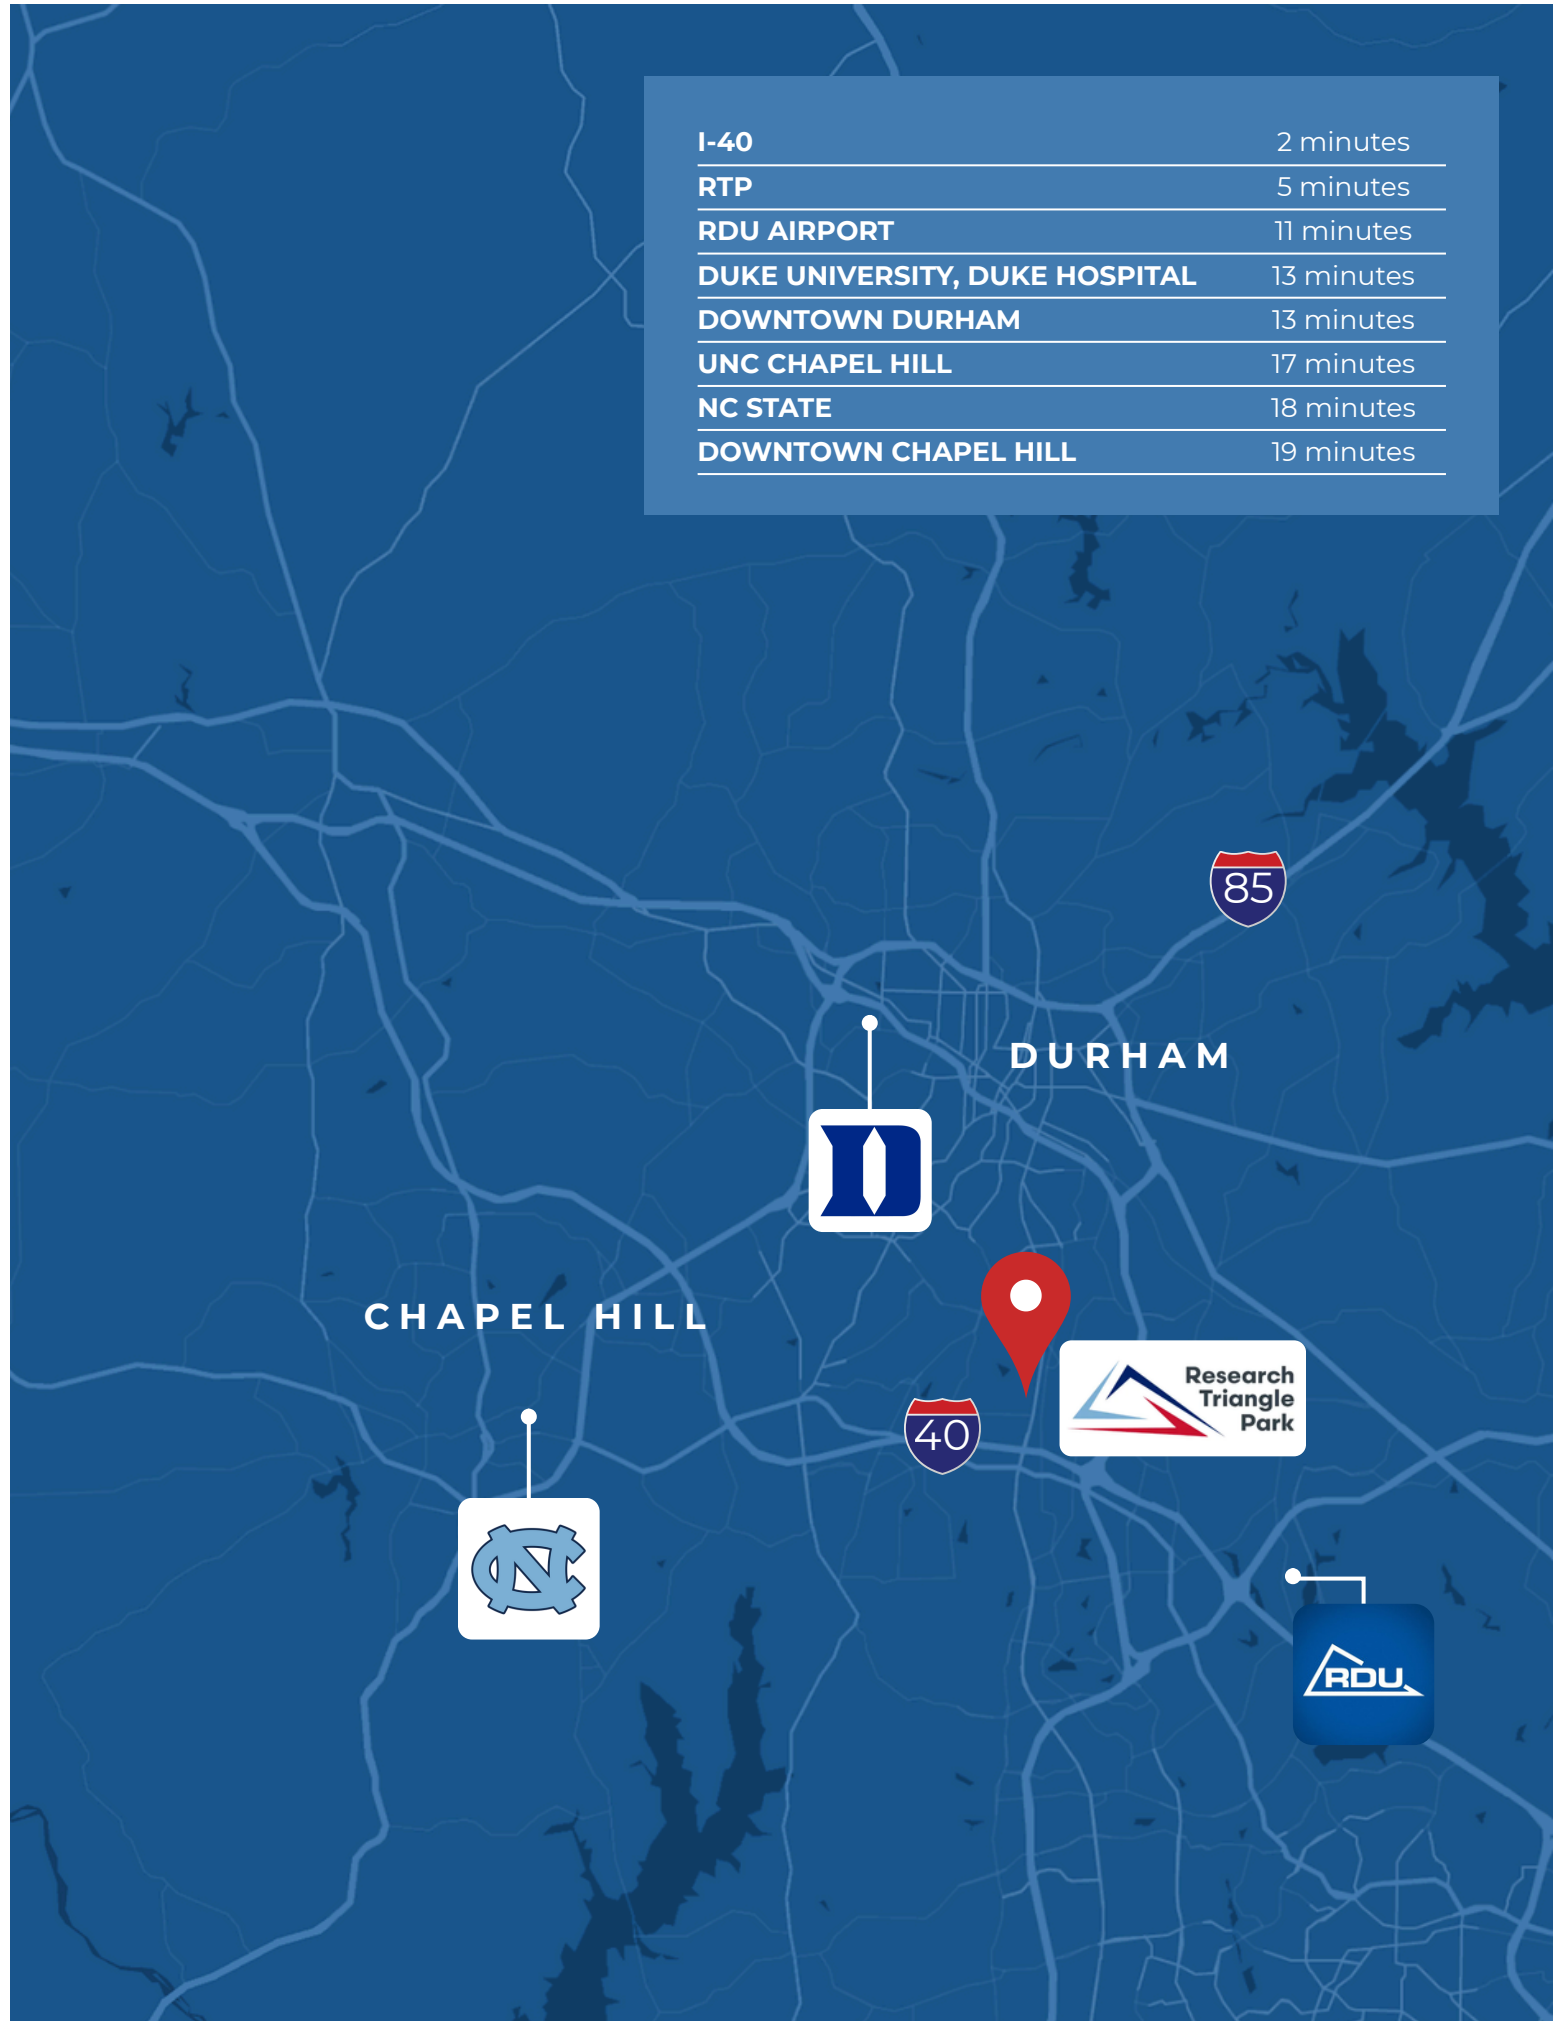 I-40 2 minutes
RTP 5 minutes
RDU AIRPORT 11 minutes
DUKE UNIVERSITY, DUKE HOSPITAL 13 minutes
DOWNTOWN DURHAM 13 minutes
UNC CHAPEL HILL 17 minutes
NC STATE 18 minutes
DOWNTOWN CHAPEL HILL 19 minutes
85
DURHAM
D
CHAPEL HILL
Research
Triangle
Park
40
NC
RDU